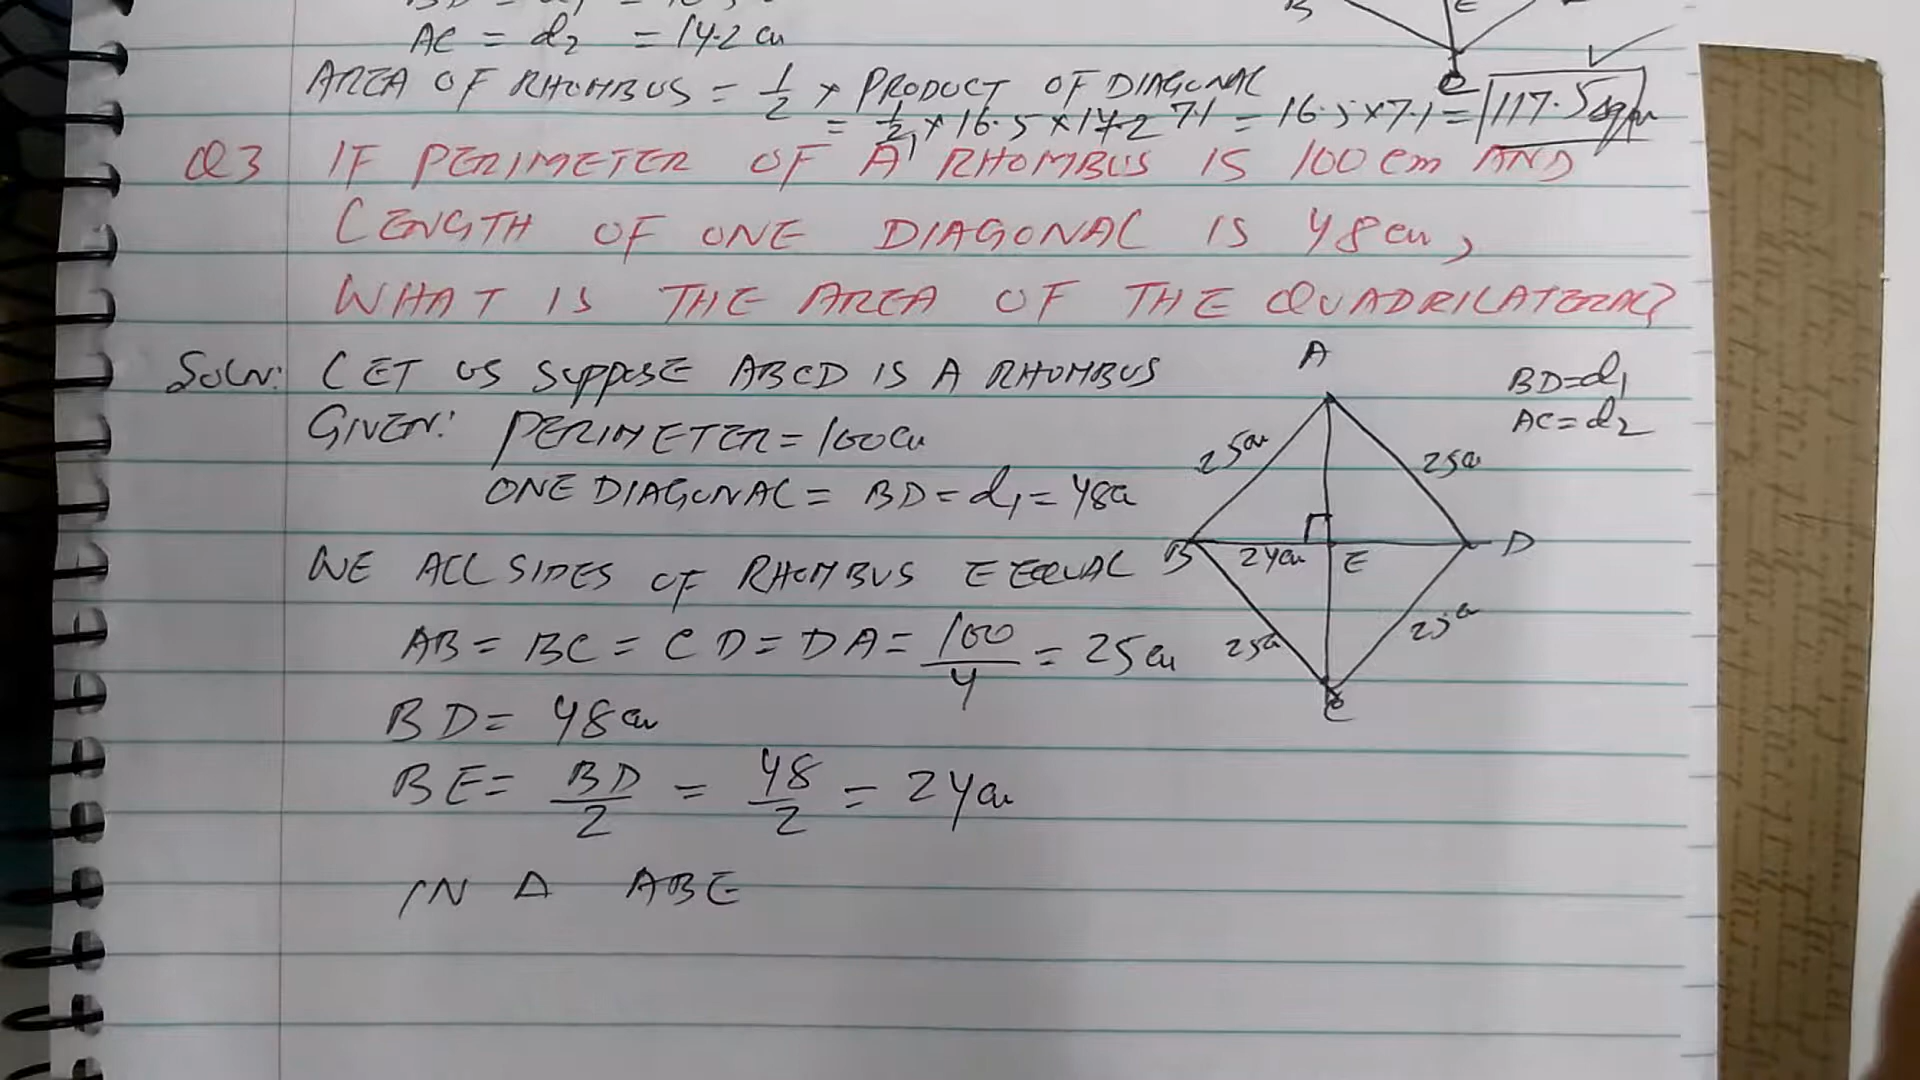 AC = d2 = 14.2 cm
AREA OF RHOMBUS = 1/2 × PRODUCT OF DIAGONAL
= 1/2 × 16.5 × 14.2 7.1 = 16.5 × 7.1 = 117.5 sq cm
Q3 IF PERIMETER OF A RHOMBUS IS 100 cm AND
LENGTH OF ONE DIAGONAL IS 48 cm,
WHAT IS THE AREA OF THE QUADRILATERAL?
SOLN: LET US SUPPOSE ABCD IS A RHOMBUS
GIVEN: PERIMETER = 100 cm
ONE DIAGONAL = BD = d1 = 48 cm
WE ALL SIDES OF RHOMBUS E EQUAL
AB = BC = CD = DA = 100/4 = 25 cm
BD = 48 cm
BE = BD/2 = 48/2 = 24 cm
IN Δ ABE
A
BD = d1
AC = d2
25 cm
25 cm
B
24 cm
E
D
25 cm
25 cm
C